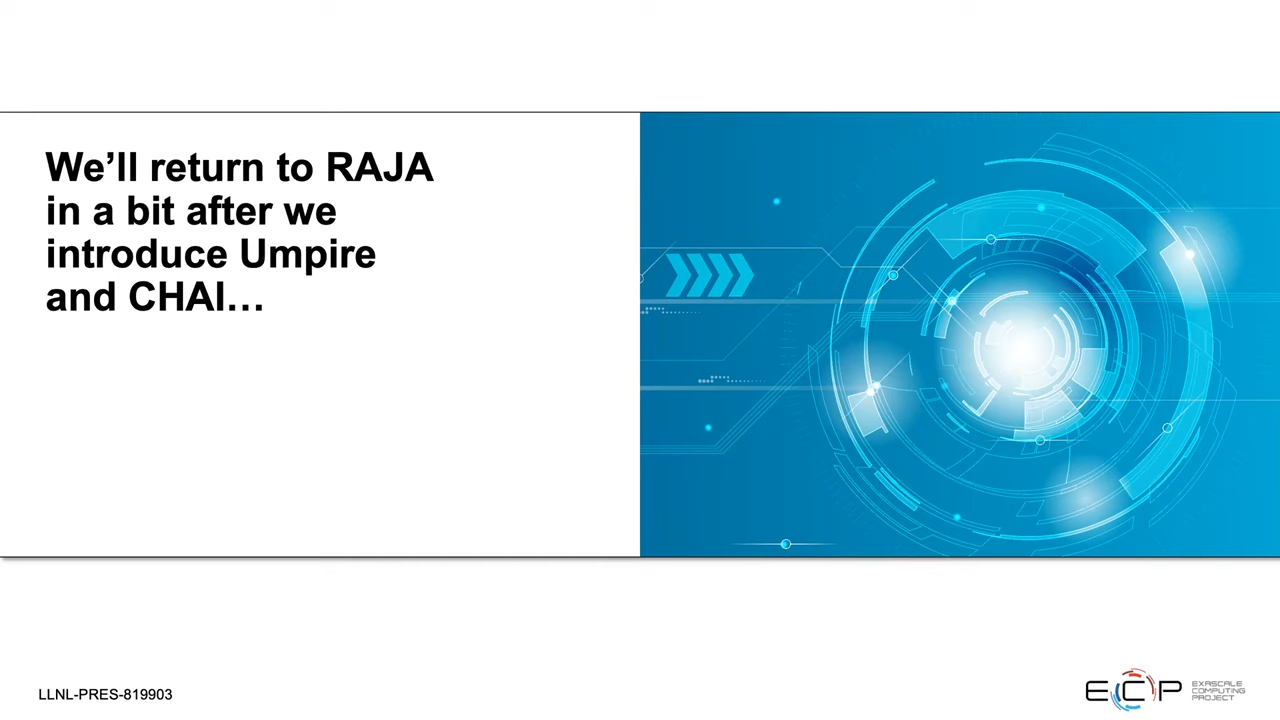 We’ll return to RAJA
in a bit after we
introduce Umpire
and CHAI…
LLNL-PRES-819903
ECP
EXASCALE
COMPUTING
PROJECT